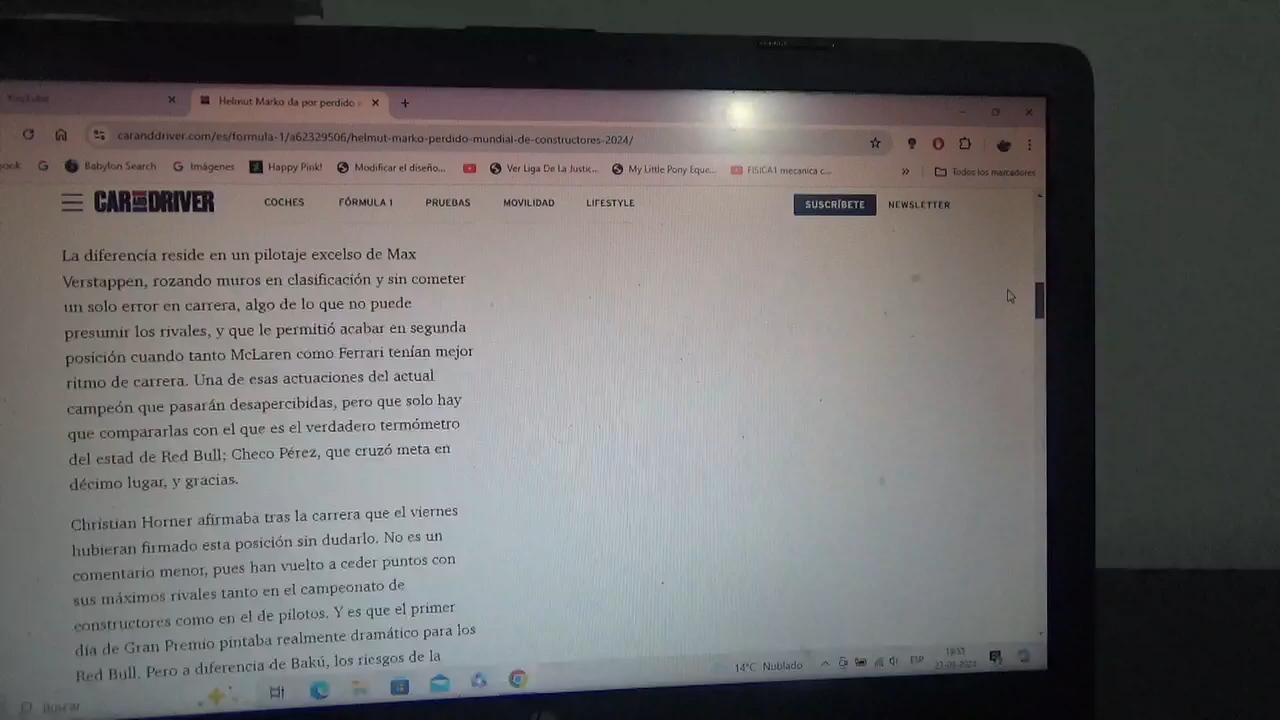 YouTube
Helmut Marko da por perdido
caranddriver.com/es/formula-1/a62329506/helmut-marko-perdido-mundial-de-constructores-2024/
ook
Babylon Search
Imágenes
Happy Pink!
Modificar el diseño...
Ver Liga De La Justic...
My Little Pony Eque...
FISICA1 mecanica c...
»
Todos los marcadores
CAR AND DRIVER
COCHES
FÓRMULA 1
PRUEBAS
MOVILIDAD
LIFESTYLE
SUSCRÍBETE
NEWSLETTER
La diferencia reside en un pilotaje excelso de Max
Verstappen, rozando muros en clasificación y sin cometer
un solo error en carrera, algo de lo que no puede
presumir los rivales, y que le permitió acabar en segunda
posición cuando tanto McLaren como Ferrari tenían mejor
ritmo de carrera. Una de esas actuaciones del actual
campeón que pasarán desapercibidas, pero que solo hay
que compararlas con el que es el verdadero termómetro
del estad de Red Bull; Checo Pérez, que cruzó meta en
décimo lugar, y gracias.
Christian Horner afirmaba tras la carrera que el viernes
hubieran firmado esta posición sin dudarlo. No es un
comentario menor, pues han vuelto a ceder puntos con
sus máximos rivales tanto en el campeonato de
constructores como en el de pilotos. Y es que el primer
día de Gran Premio pintaba realmente dramático para los
Red Bull. Pero a diferencia de Bakú, los riesgos de la
Buscar
14°C Nublado
ESP